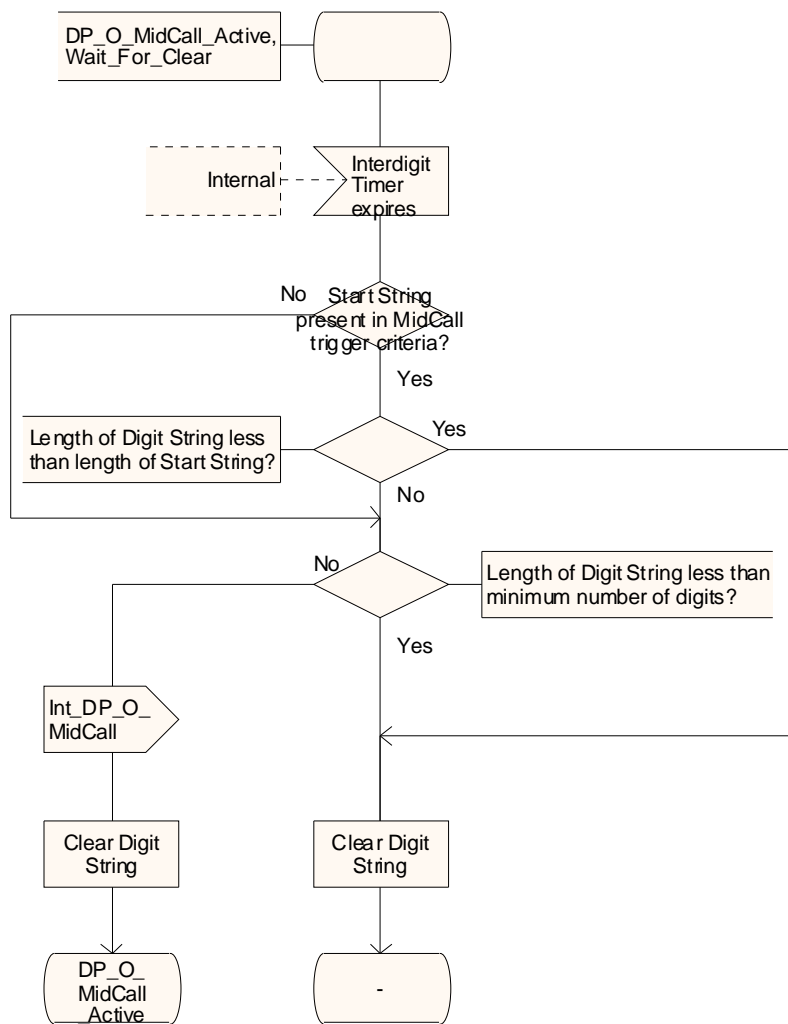 DP_O_MidCall_Active,
Wait_For_Clear
Internal
Interdigit
Timer
expires
No
Start String
present in MidCall
trigger criteria?
Yes
Length of Digit String less
than length of Start String?
Yes
No
No
Length of Digit String less than
minimum number of digits?
Yes
Int_DP_O_
MidCall
Clear Digit
String
Clear Digit
String
DP_O_
MidCall
_Active
-